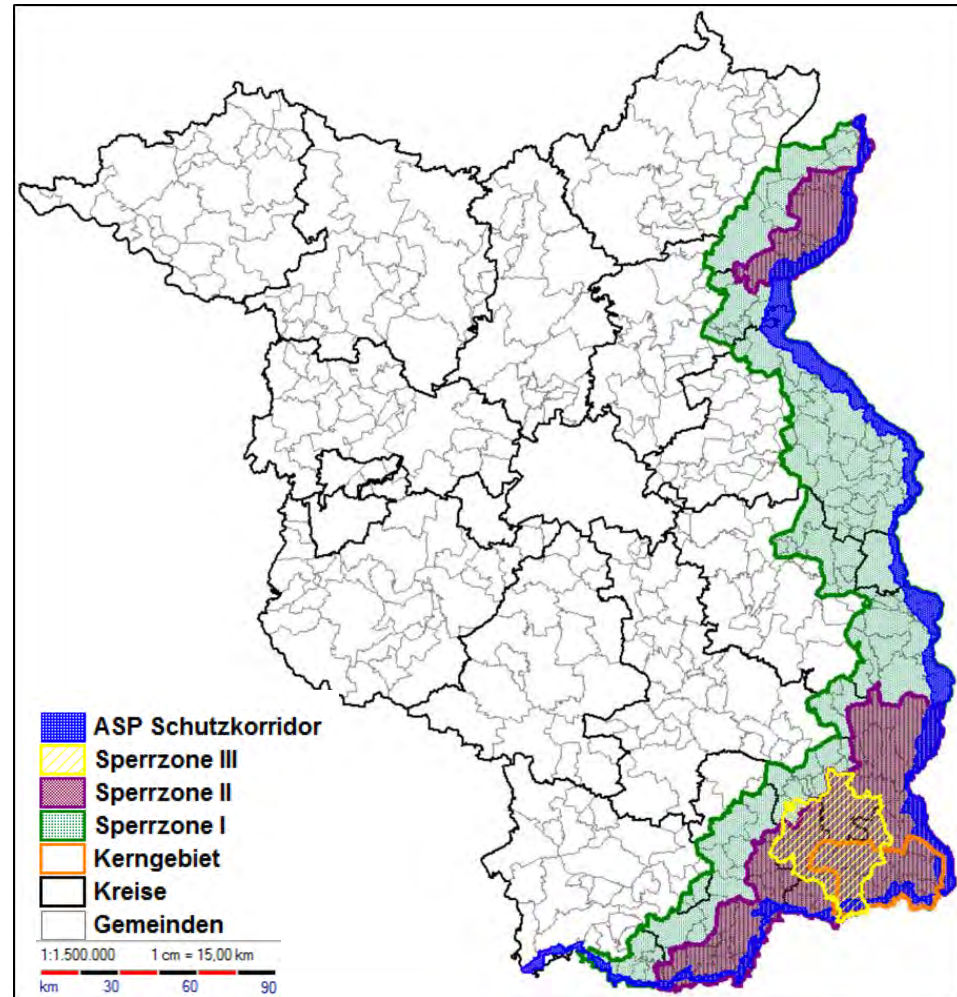 S
ASP Schutzkorridor
Sperrzone III
Sperrzone II
Sperrzone I
Kerngebiet
Kreise
Gemeinden
1:1.500.000 1 cm = 15,00 km
km 30 60 90